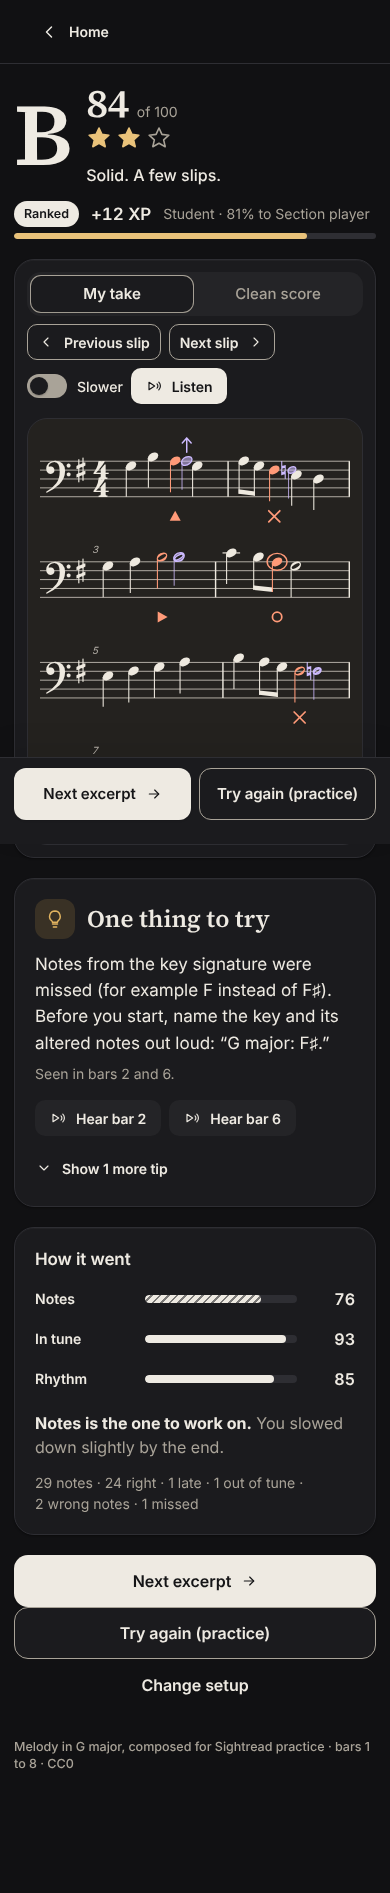 Home
B
84 of 100
Solid. A few slips.
Ranked +12 XP Student · 81% to Section player
My take Clean score
Previous slip Next slip
Slower Listen
4
4
3
5
7
Next excerpt → Try again (practice)
One thing to try
Notes from the key signature were
missed (for example F instead of F♯).
Before you start, name the key and its
altered notes out loud: “G major: F♯.”
Seen in bars 2 and 6.
Hear bar 2 Hear bar 6
Show 1 more tip
How it went
Notes 76
In tune 93
Rhythm 85
Notes is the one to work on. You slowed
down slightly by the end.
29 notes · 24 right · 1 late · 1 out of tune ·
2 wrong notes · 1 missed
Next excerpt →
Try again (practice)
Change setup
Melody in G major, composed for Sightread practice · bars 1
to 8 · CC0